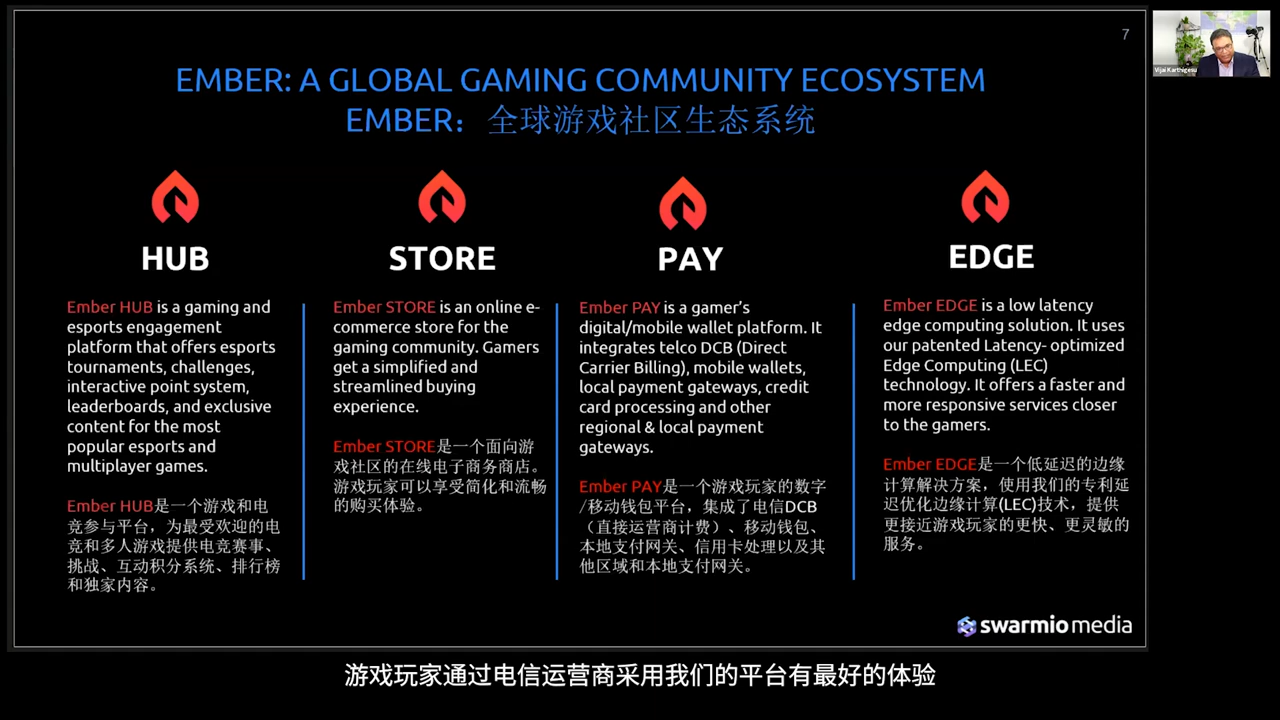 7
Vijai Karthigesu
EMBER: A GLOBAL GAMING COMMUNITY ECOSYSTEM
EMBER：全球游戏社区生态系统
HUB
Ember HUB is a gaming and
esports engagement
platform that offers esports
tournaments, challenges,
interactive point system,
leaderboards, and exclusive
content for the most
popular esports and
multiplayer games.
Ember HUB是一个游戏和电
竞参与平台，为最受欢迎的电
竞和多人游戏提供电竞赛事、
挑战、互动积分系统、排行榜
和独家内容。
STORE
Ember STORE is an online e-
commerce store for the
gaming community. Gamers
get a simplified and
streamlined buying
experience.
Ember STORE是一个面向游
戏社区的在线电子商务商店。
游戏玩家可以享受简化和流畅
的购买体验。
PAY
Ember PAY is a gamer's
digital/mobile wallet platform. It
integrates telco DCB (Direct
Carrier Billing), mobile wallets,
local payment gateways, credit
card processing and other
regional & local payment
gateways.
Ember PAY是一个游戏玩家的数字
/移动钱包平台，集成了电信DCB
（直接运营商计费）、移动钱包、
本地支付网关、信用卡处理以及其
他区域和本地支付网关。
EDGE
Ember EDGE is a low latency
edge computing solution. It uses
our patented Latency- optimized
Edge Computing (LEC)
technology. It offers a faster and
more responsive services closer
to the gamers.
Ember EDGE是一个低延迟的边缘
计算解决方案，使用我们的专利延
迟优化边缘计算(LEC)技术，提供
更接近游戏玩家的更快、更灵敏的
服务。
swarmio media
游戏玩家通过电信运营商采用我们的平台有最好的体验